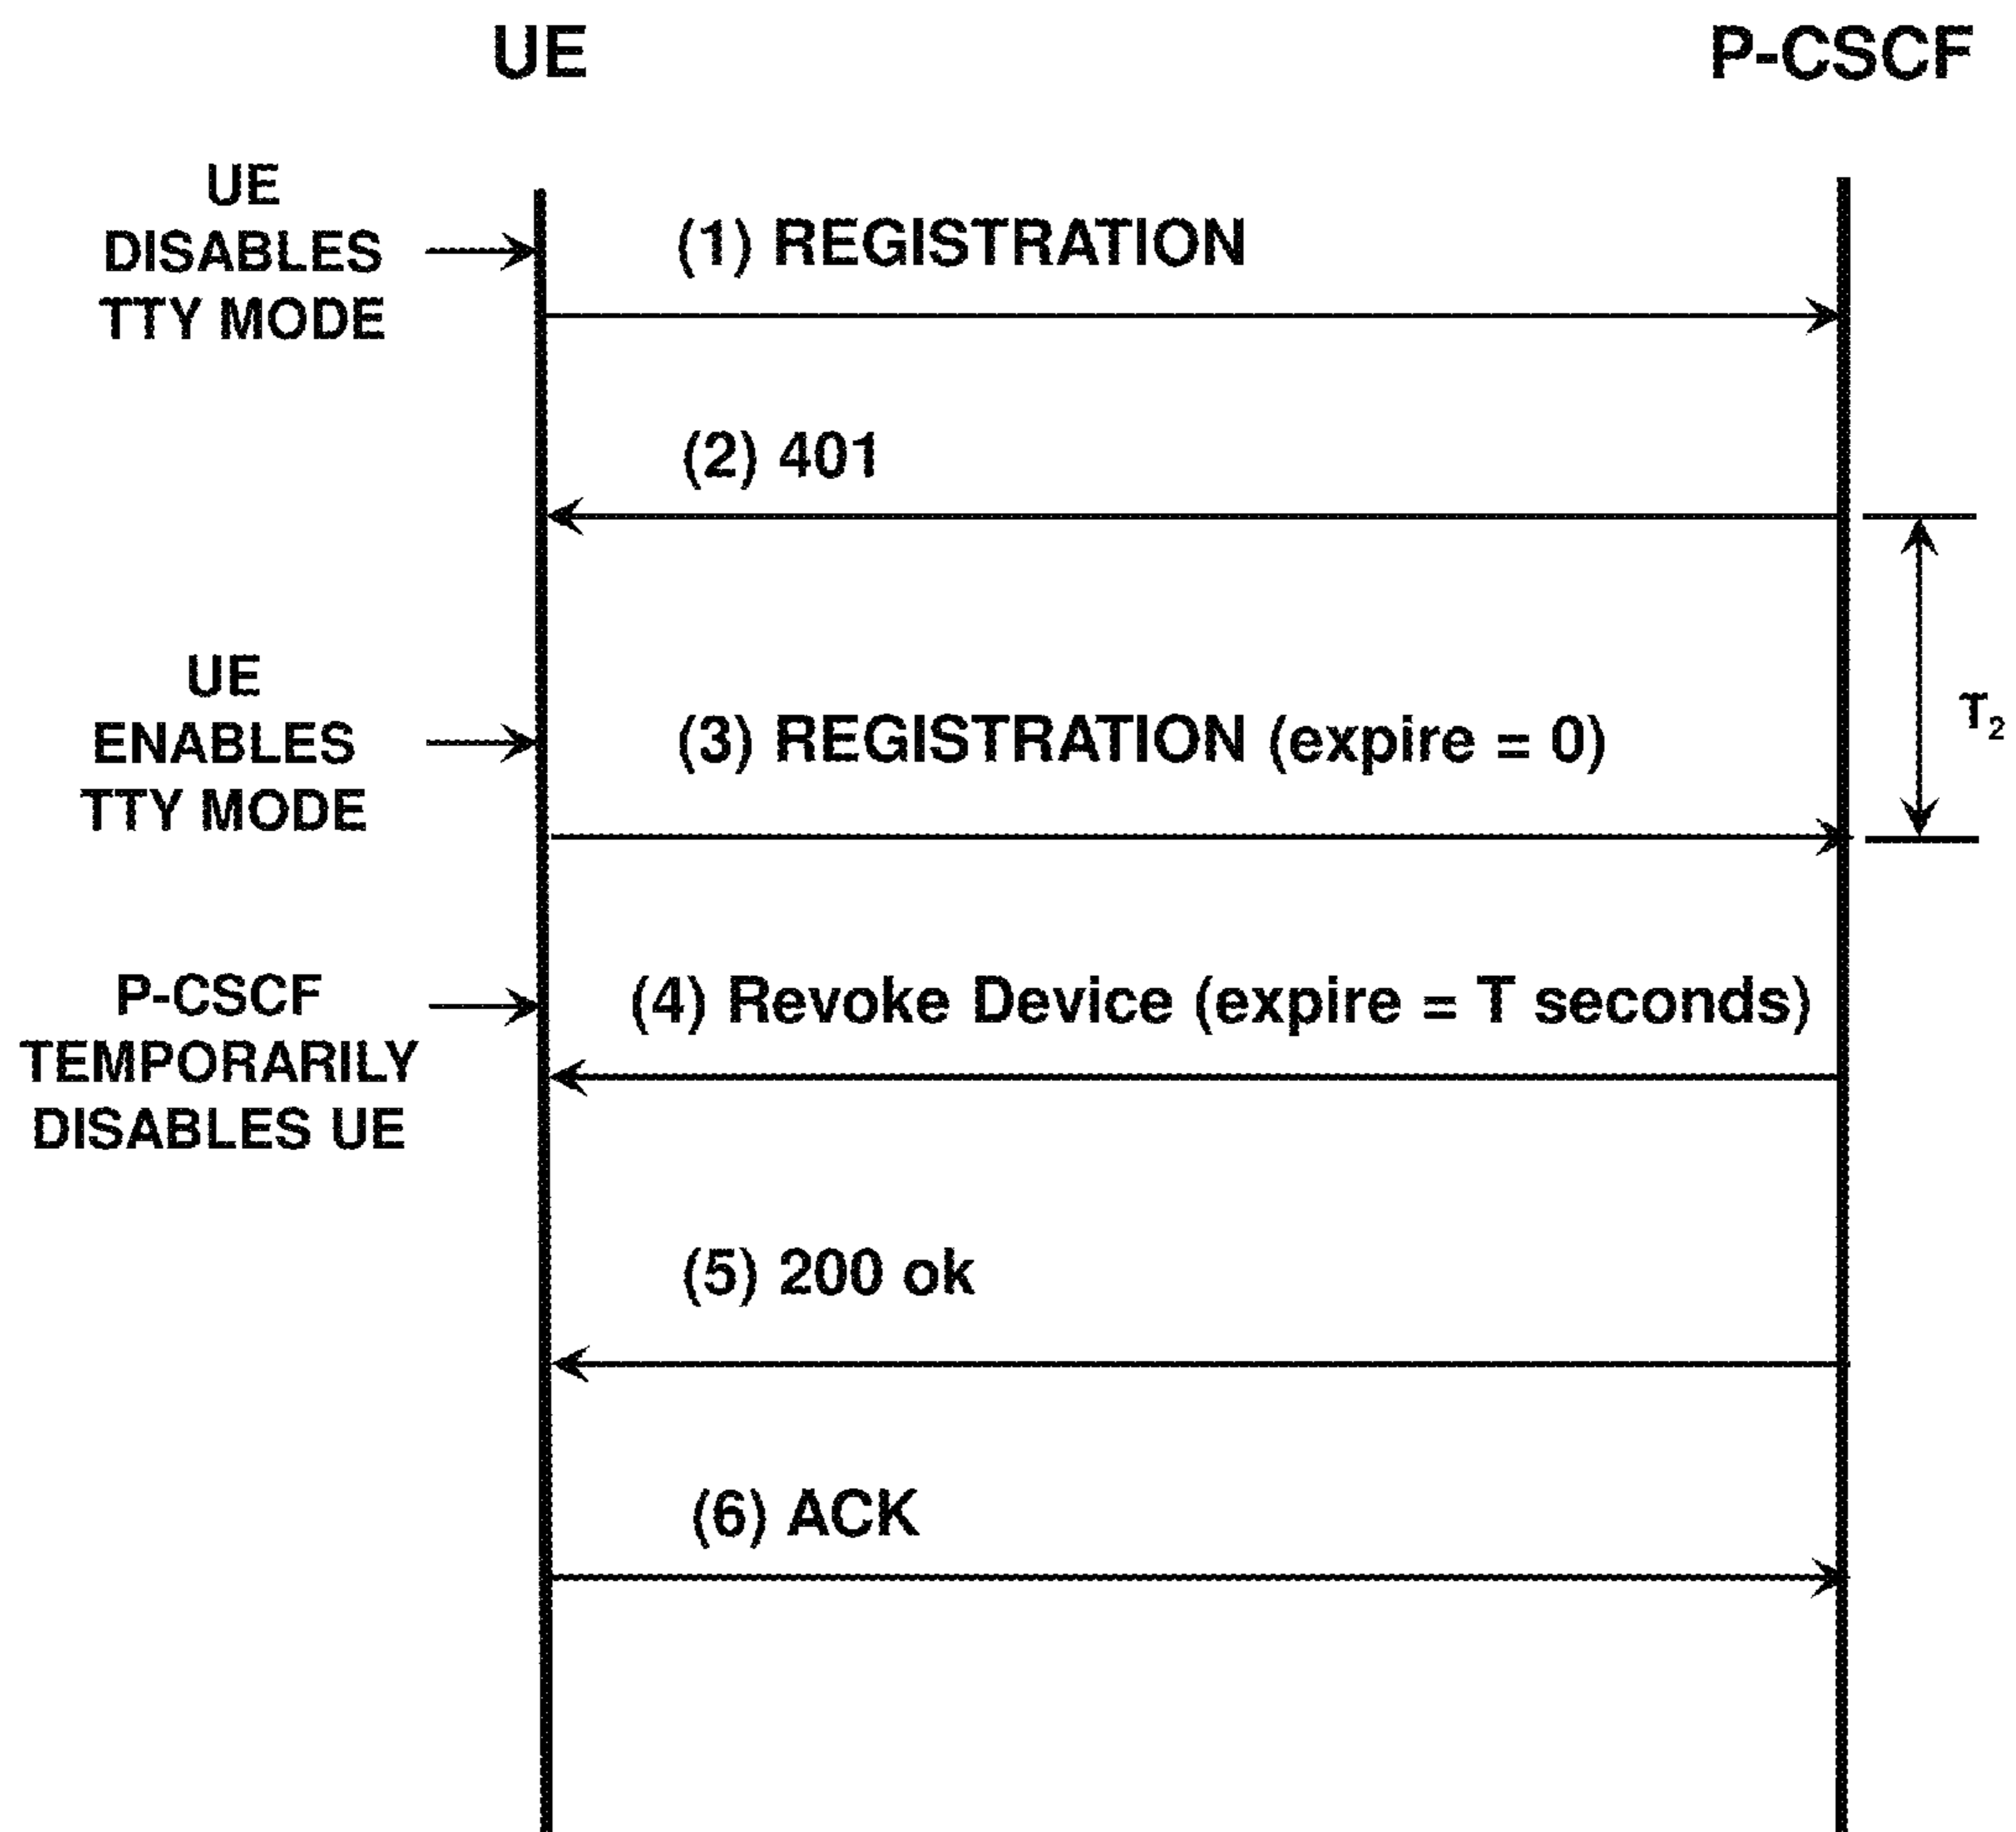 UE
P-CSCF
UE
DISABLES
TTY MODE
(1) REGISTRATION
(2) 401
UE
ENABLES
TTY MODE
(3) REGISTRATION (expire = 0)
T2
P-CSCF
TEMPORARILY
DISABLES UE
(4) Revoke Device (expire = T seconds)
(5) 200 ok
(6) ACK